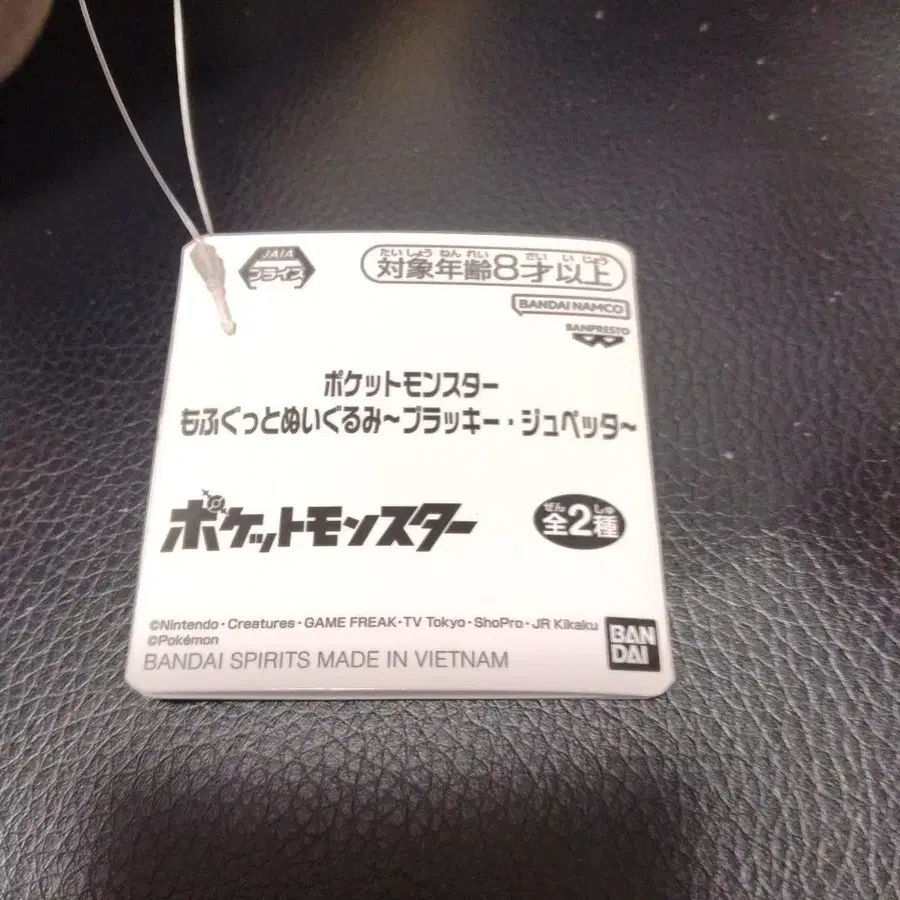 JAIA
プライズ
たいしょうねんれい さいいじょう
対象年齢8才以上
BANDAI NAMCO
BANPRESTO
ポケットモンスター
もふぐっとぬいぐるみ~ブラッキー・ジュペッタ~
ポケットモンスター
ぜん しゅ
全2種
©Nintendo・Creatures・GAME FREAK・TV Tokyo・ShoPro・JR Kikaku
©Pokémon
BANDAI SPIRITS MADE IN VIETNAM
BAN
DAI